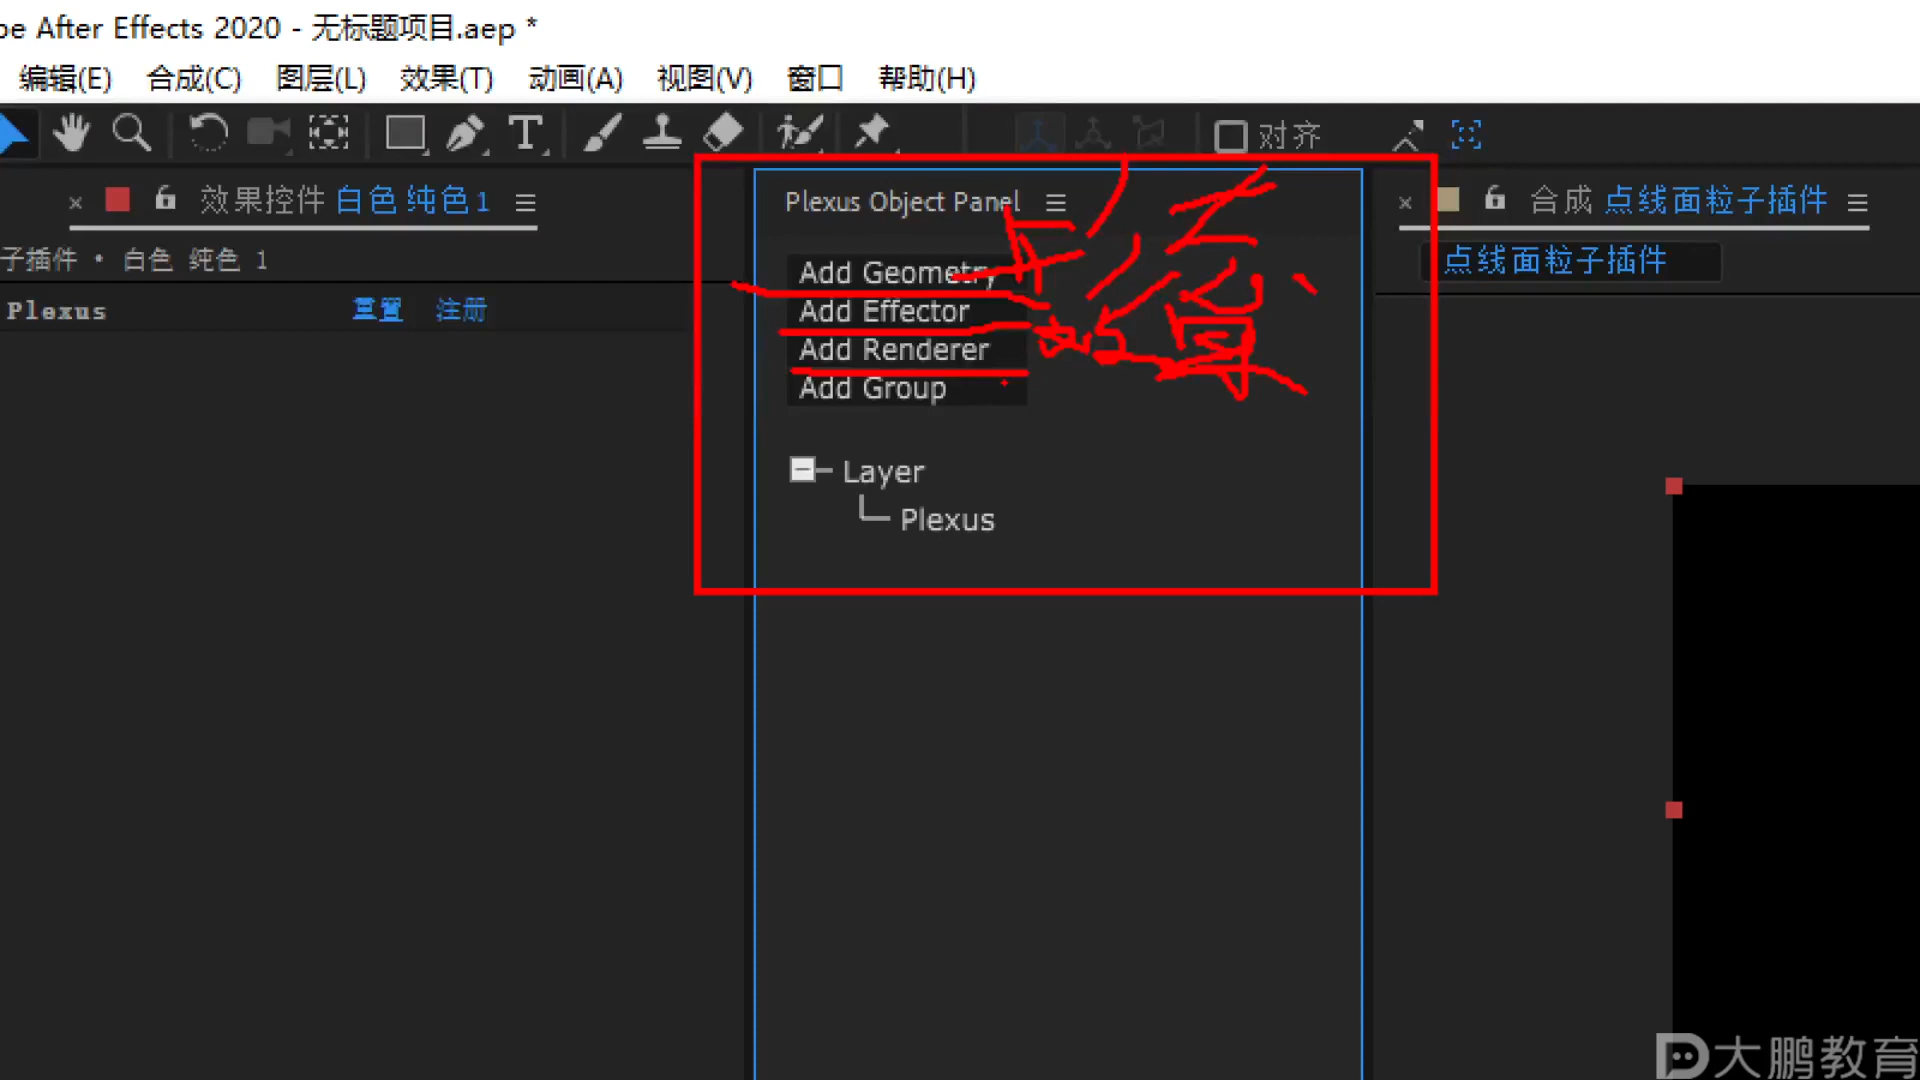 be After Effects 2020 - 无标题项目.aep *
编辑(E) 合成(C) 图层(L) 效果(T) 动画(A) 视图(V) 窗口 帮助(H)
对齐
效果控件 白色 纯色 1
Plexus Object Panel
合成 点线面粒子插件
子插件 • 白色 纯色 1
点线面粒子插件
Add Geometry
Plexus 重置 注册
Add Effector
Add Renderer
Add Group
Layer
Plexus
形态
效果
大鹏教育